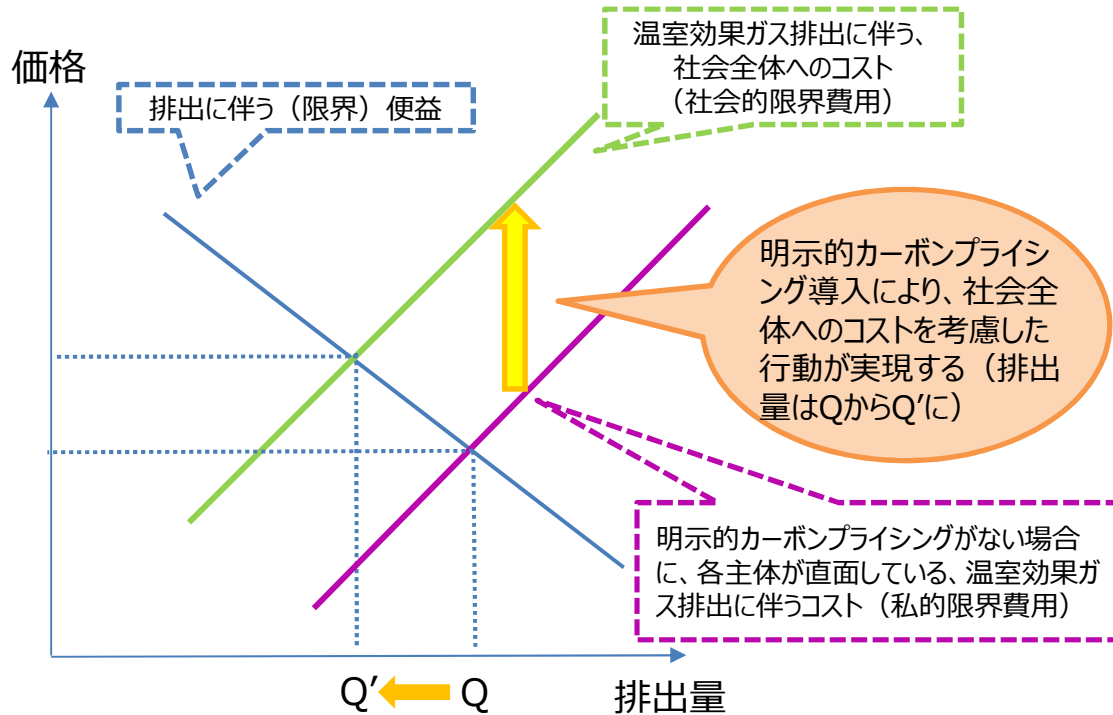 価格
排出に伴う（限界）便益
温室効果ガス排出に伴う、
社会全体へのコスト
（社会的限界費用）
明示的カーボンプライシ
ング導入により、社会全
体へのコストを考慮した
行動が実現する（排出
量はQからQ’に）
明示的カーボンプライシングがない場合
に、各主体が直面している、温室効果ガ
ス排出に伴うコスト（私的限界費用）
Q’ Q 排出量